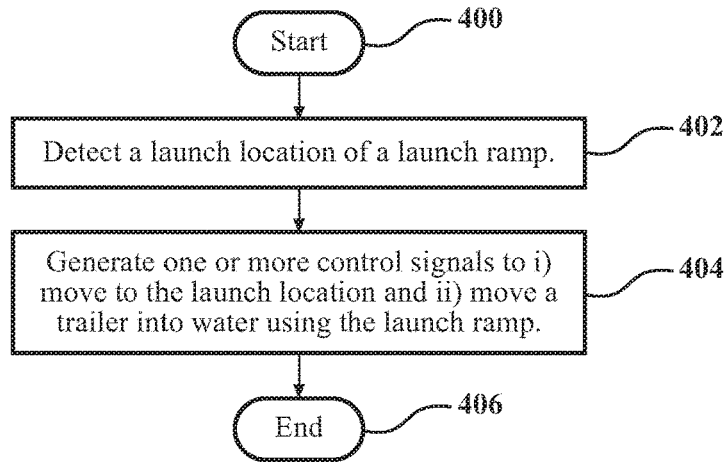 Start
400
Detect a launch location of a launch ramp.
402
Generate one or more control signals to i)
move to the launch location and ii) move a
trailer into water using the launch ramp.
404
End
406